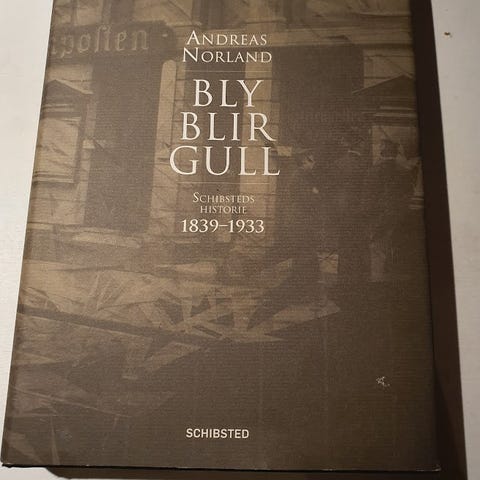 posten
ANDREAS
NORLAND
BLY
BLIR
GULL
SCHIBSTEDS
HISTORIE
1839–1933
SCHIBSTED